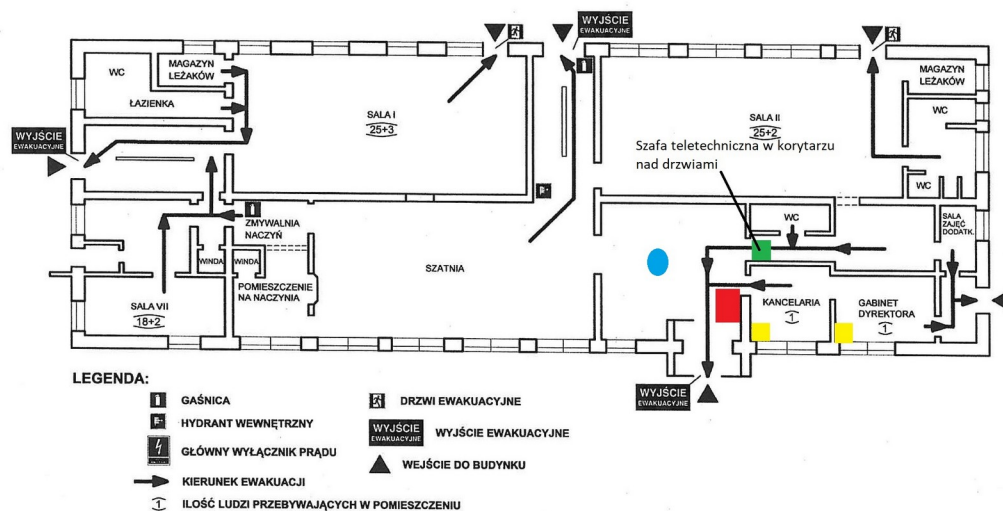 WYJŚCIE
EWAKUACYJNE
WC
MAGAZYN
LEŻAKÓW
ŁAZIENKA
WYJŚCIE
EWAKUACYJNE
SALA I
25+3
SALA II
25+2
MAGAZYN
LEŻAKÓW
WC
WC
Szafa teletechniczna w korytarzu
nad drzwiami
ZMYWALNIA
NACZYŃ
WINDA
WINDA
POMIESZCZENIE
NA NACZYNIA
SALA VII
18+2
SZATNIA
WC
SALA
ZAJĘĆ
DODATK.
KANCELARIA
1
GABINET
DYREKTORA
1
WYJŚCIE
EWAKUACYJNE
LEGENDA:
GAŚNICA
HYDRANT WEWNĘTRZNY
GŁÓWNY WYŁĄCZNIK PRĄDU
KIERUNEK EWAKUACJI
1 ILOŚĆ LUDZI PRZEBYWAJĄCYCH W POMIESZCZENIU
DRZWI EWAKUACYJNE
WYJŚCIE
EWAKUACYJNE
WYJŚCIE EWAKUACYJNE
WEJŚCIE DO BUDYNKU